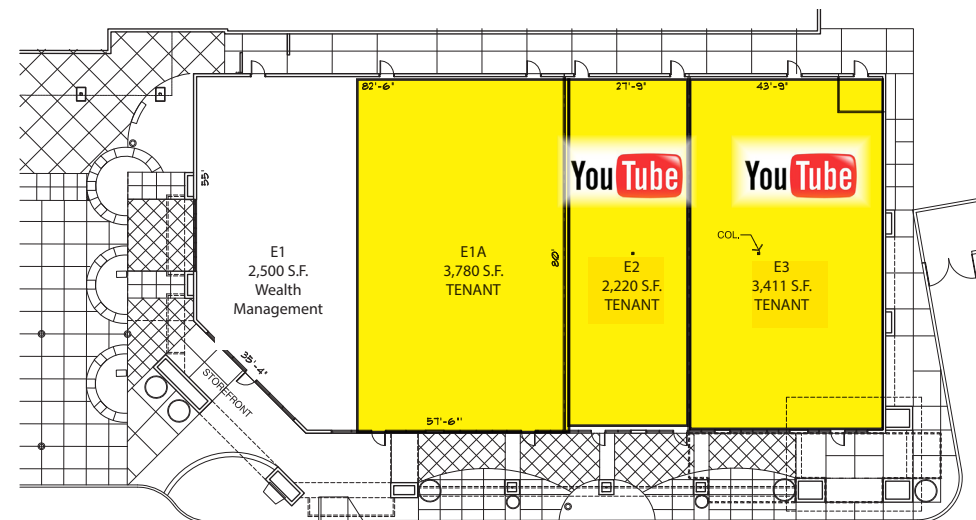 82'-6"
27'-9"
43'-9"
55'
YouTube
YouTube
COL.
E1
2,500 S.F.
Wealth
Management
E1A
3,780 S.F.
TENANT
80'
E2
2,220 S.F.
TENANT
E3
3,411 S.F.
TENANT
35'-4"
STOREFRONT
57'-6"